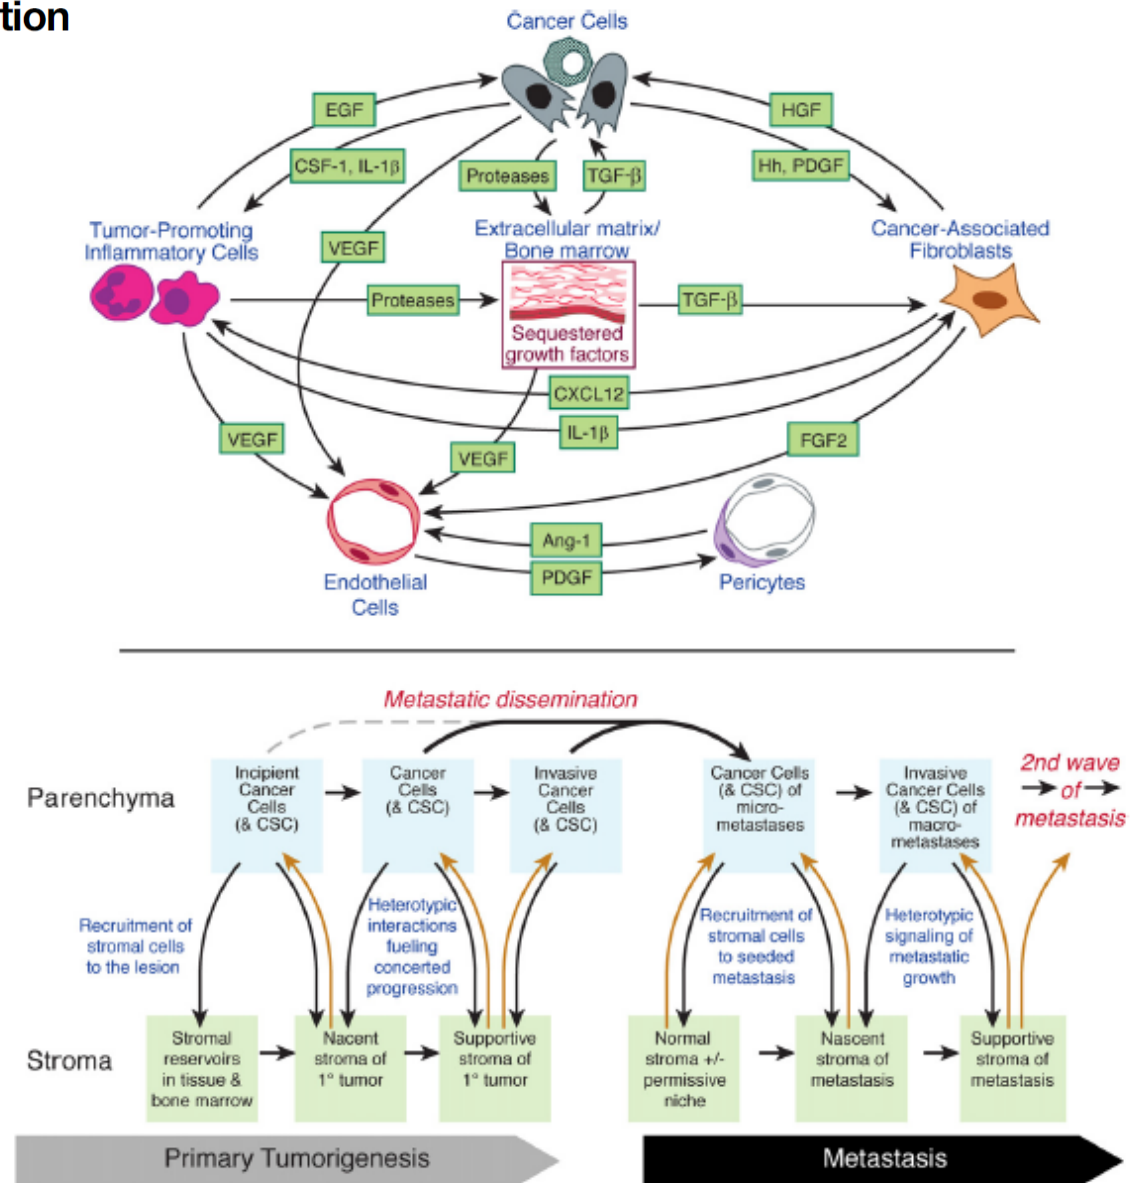 tion
Cancer Cells
EGF
HGF
CSF-1, IL-1β
Proteases
TGF-β
Hh, PDGF
Tumor-Promoting
Inflammatory Cells
VEGF
Extracellular matrix/
Bone marrow
Cancer-Associated
Fibroblasts
Proteases
TGF-β
Sequestered
growth factors
CXCL12
IL-1β
VEGF
VEGF
FGF2
Ang-1
PDGF
Endothelial
Cells
Pericytes
Metastatic dissemination
Parenchyma
Incipient
Cancer
Cells
(& CSC)
Cancer
Cells
(& CSC)
Invasive
Cancer
Cells
(& CSC)
Cancer Cells
(& CSC) of
micro-
metastases
Invasive
Cancer Cells
(& CSC) of
macro-
metastases
2nd wave
of
metastasis
Recruitment of
stromal cells
to the lesion
Heterotypic
interactions
fueling
concerted
progression
Recruitment of
stromal cells
to seeded
metastasis
Heterotypic
signaling of
metastatic
growth
Stroma
Stromal
reservoirs
in tissue &
bone marrow
Nacent
stroma of
1° tumor
Supportive
stroma of
1° tumor
Normal
stroma +/-
permissive
niche
Nascent
stroma of
metastasis
Supportive
stroma of
metastasis
Primary Tumorigenesis
Metastasis